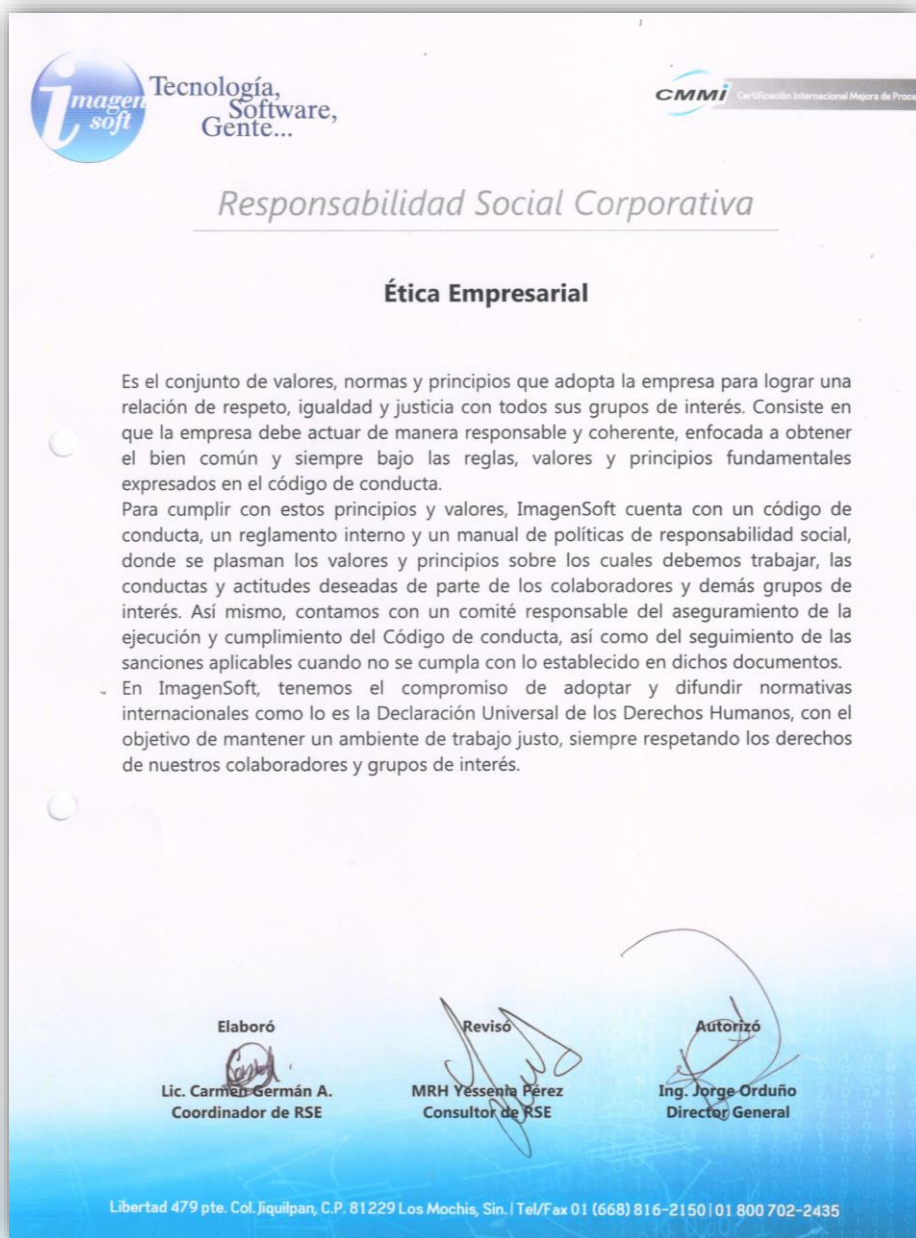 imagen soft
Tecnología,
Software,
Gente...
CMMi Certificación Internacional Mejora de
Responsabilidad Social Corporativa
Ética Empresarial
Es el conjunto de valores, normas y principios que adopta la empresa para lograr una
relación de respeto, igualdad y justicia con todos sus grupos de interés. Consiste en
que la empresa debe actuar de manera responsable y coherente, enfocada a obtener
el bien común y siempre bajo las reglas, valores y principios fundamentales
expresados en el código de conducta.
Para cumplir con estos principios y valores, ImagenSoft cuenta con un código de
conducta, un reglamento interno y un manual de políticas de responsabilidad social,
donde se plasman los valores y principios sobre los cuales debemos trabajar, las
conductas y actitudes deseadas de parte de los colaboradores y demás grupos de
interés. Así mismo, contamos con un comité responsable del aseguramiento de la
ejecución y cumplimiento del Código de conducta, así como del seguimiento de las
sanciones aplicables cuando no se cumpla con lo establecido en dichos documentos.
En ImagenSoft, tenemos el compromiso de adoptar y difundir normativas
internacionales como lo es la Declaración Universal de los Derechos Humanos, con el
objetivo de mantener un ambiente de trabajo justo, siempre respetando los derechos
de nuestros colaboradores y grupos de interés.
Elaboró Revisó Autorizó
Lic. Carmen Germán A. MRH Yessenia Pérez Ing. Jorge Orduño
Coordinador de RSE Consultor de RSE Director General
Libertad 479 pte. Col. Jiquilpan, C.P. 81229 Los Mochis, Sin. | Tel/Fax 01 (668) 816-2150 | 01 800 702-2435